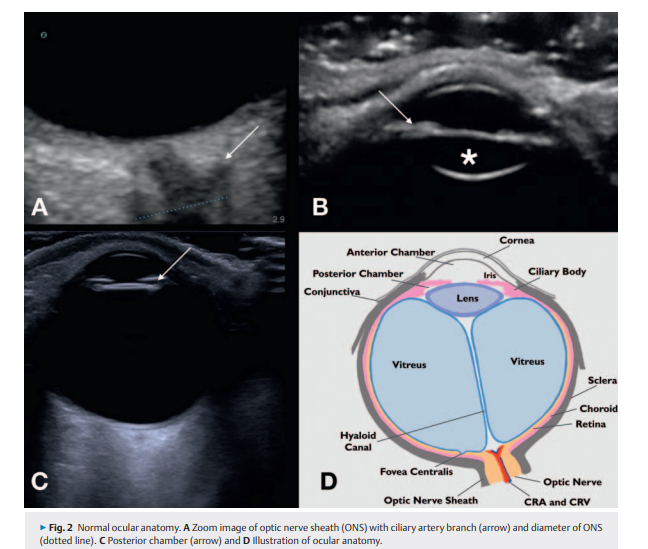 A
2.9
B
*
C
Cornea
Anterior Chamber
Iris
Posterior Chamber
Ciliary Body
Conjunctiva
Lens
Vitreus
Vitreus
Sclera
Choroid
Retina
Hyaloid
Canal
Fovea Centralis
D
Optic Nerve
Optic Nerve Sheath
CRA and CRV
► Fig. 2 Normal ocular anatomy. A Zoom image of optic nerve sheath (ONS) with ciliary artery branch (arrow) and diameter of ONS
(dotted line). C Posterior chamber (arrow) and D Illustration of ocular anatomy.